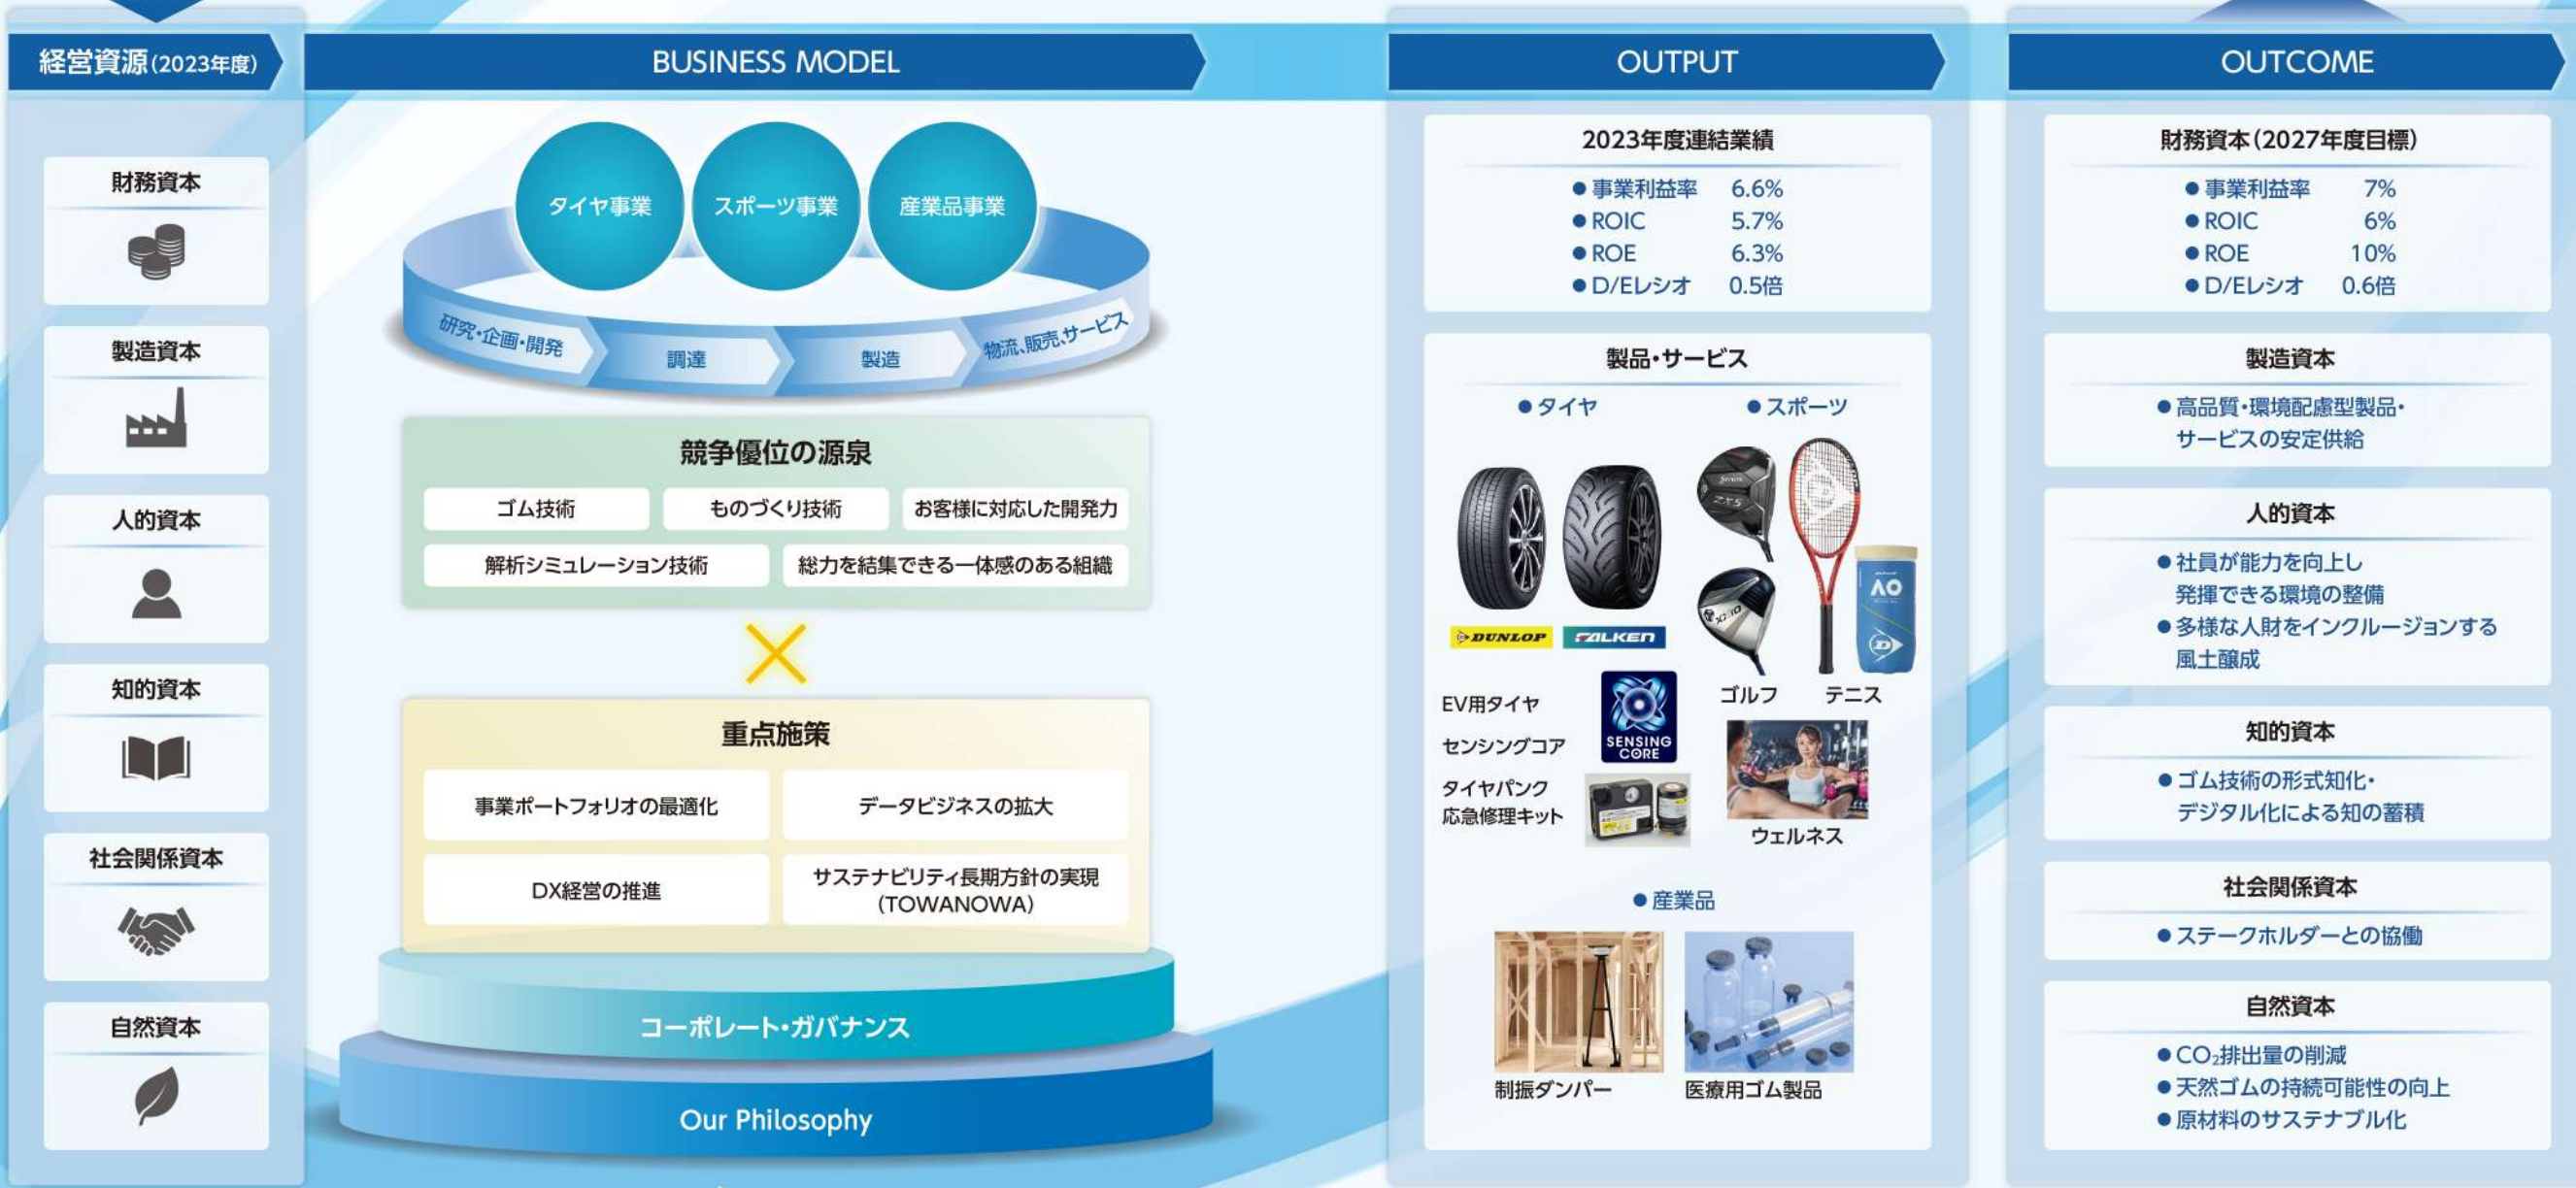 経営資源(2023年度)
財務資本
製造資本
人的資本
知的資本
社会関係資本
自然資本
BUSINESS MODEL
タイヤ事業
スポーツ事業
産業品事業
研究・企画・開発
調達
製造
物流、販売、サービス
競争優位の源泉
ゴム技術
ものづくり技術
お客様に対応した開発力
解析シミュレーション技術
総力を結集できる一体感のある組織
重点施策
事業ポートフォリオの最適化
データビジネスの拡大
DX経営の推進
サステナビリティ長期方針の実現
(TOWANOWA)
コーポレート・ガバナンス
Our Philosophy
OUTPUT
2023年度連結業績
●事業利益率 6.6%
●ROIC 5.7%
●ROE 6.3%
●D/Eレシオ 0.5倍
製品・サービス
●タイヤ
DUNLOP
FALKEN
EV用タイヤ
センシングコア
SENSING
CORE
タイヤパンク
応急修理キット
●スポーツ
SRIXON
ZX5
XXIO
AO
D
ゴルフ
テニス
ウェルネス
●産業品
制振ダンパー
医療用ゴム製品
OUTCOME
財務資本(2027年度目標)
●事業利益率 7%
●ROIC 6%
●ROE 10%
●D/Eレシオ 0.6倍
製造資本
●高品質・環境配慮型製品・
サービスの安定供給
人的資本
●社員が能力を向上し
発揮できる環境の整備
●多様な人財をインクルージョンする
風土醸成
知的資本
●ゴム技術の形式知化・
デジタル化による知の蓄積
社会関係資本
●ステークホルダーとの協働
自然資本
●CO₂排出量の削減
●天然ゴムの持続可能性の向上
●原材料のサステナブル化